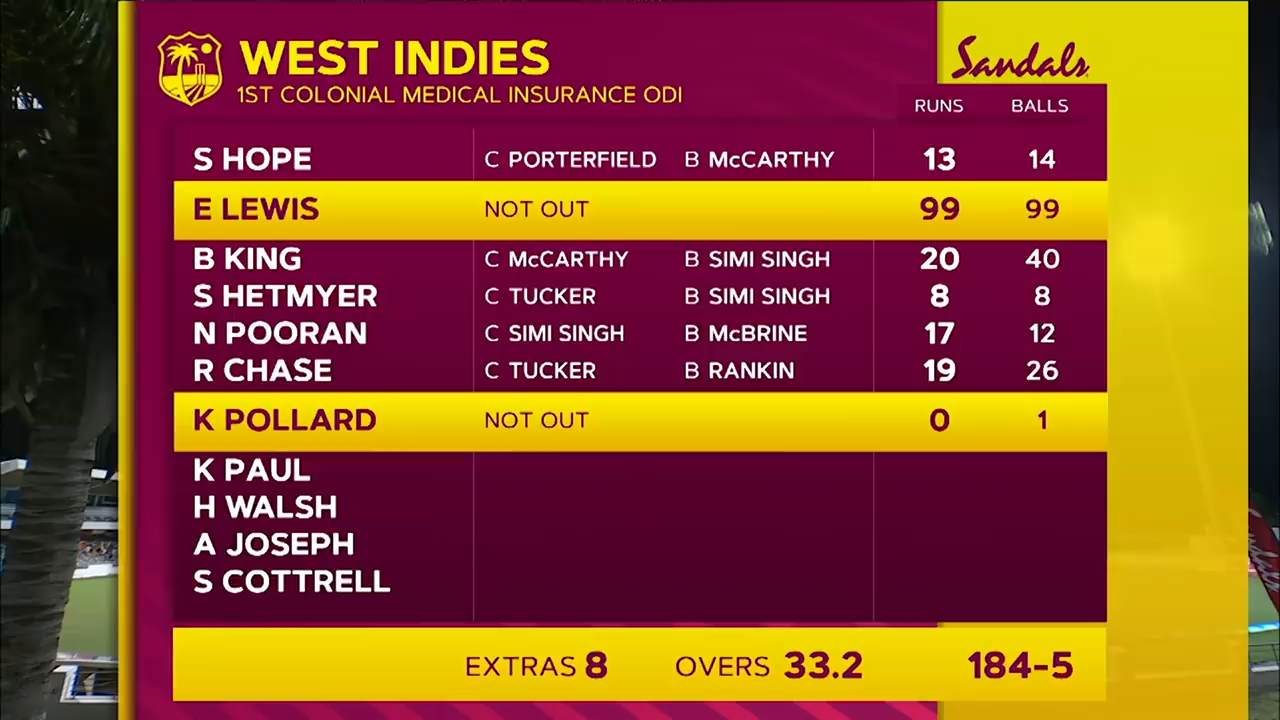 WEST INDIES
1ST COLONIAL MEDICAL INSURANCE ODI
Sandals
RUNS BALLS
S HOPE C PORTERFIELD B McCARTHY 13 14
E LEWIS NOT OUT 99 99
B KING C McCARTHY B SIMI SINGH 20 40
S HETMYER C TUCKER B SIMI SINGH 8 8
N POORAN C SIMI SINGH B McBRINE 17 12
R CHASE C TUCKER B RANKIN 19 26
K POLLARD NOT OUT 0 1
K PAUL
H WALSH
A JOSEPH
S COTTRELL
EXTRAS 8 OVERS 33.2 184-5